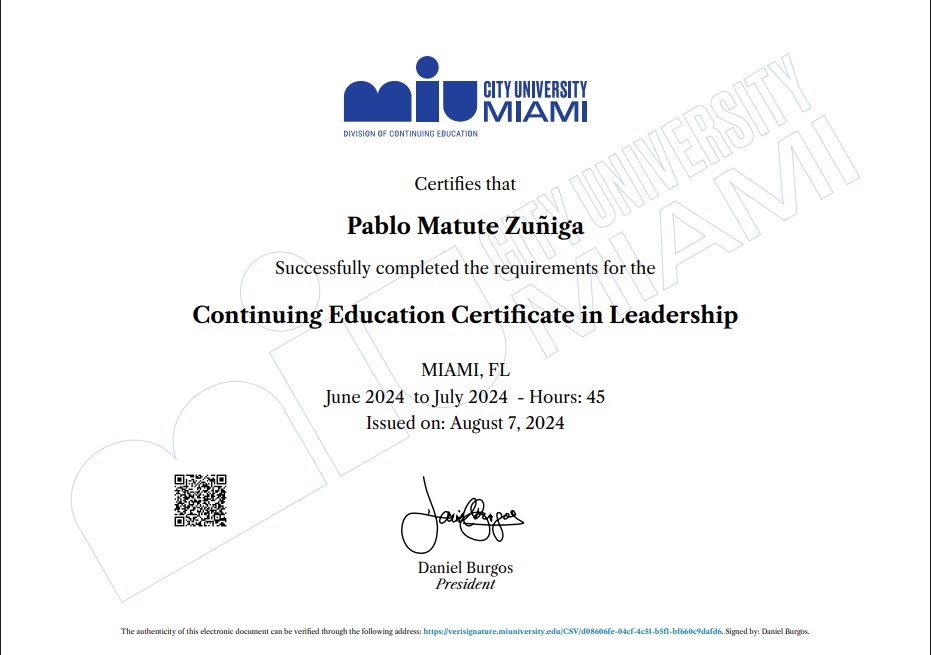 miu CITY UNIVERSITY
MIAMI
DIVISION OF CONTINUING EDUCATION
Certifies that
Pablo Matute Zuñiga
Successfully completed the requirements for the
Continuing Education Certificate in Leadership
MIAMI, FL
June 2024 to July 2024 - Hours: 45
Issued on: August 7, 2024
Daniel Burgos
Daniel Burgos
President
The authenticity of this electronic document can be verified through the following address: https://verisignature.miuniversity.edu/CSV/d08606fe-04cf-4c51-b5f1-bf660c9dafd6. Signed by: Daniel Burgos.
miu CITY UNIVERSITY
MIAMI